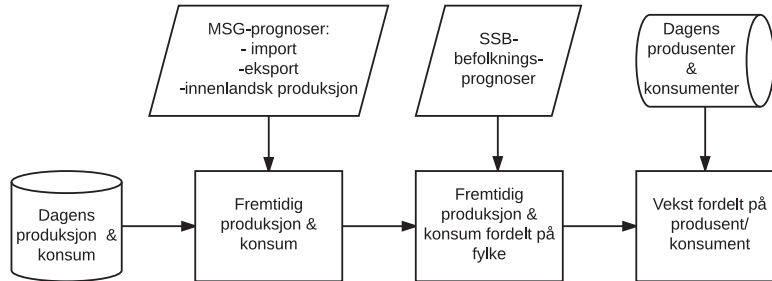 MSG-prognoser:
- import
-eksport
-innenlandsk produksjon
SSB-
befolknings-
prognoser
Dagens
produsenter
&
konsumenter
Dagens
produksjon &
konsum
Fremtidig
produksjon &
konsum
Fremtidig
produksjon &
konsum fordelt på
fylke
Vekst fordelt på
produsent/
konsument